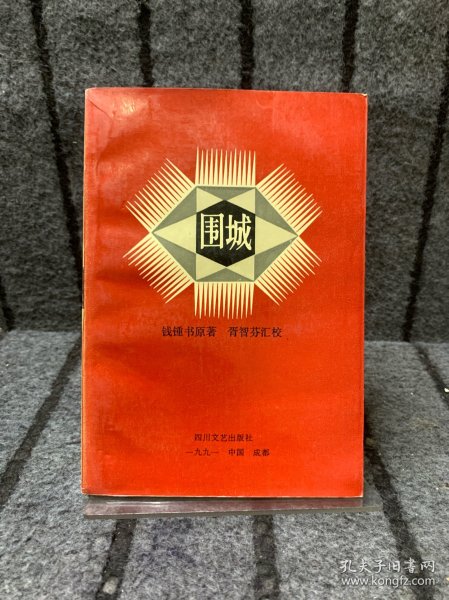 围城
钱锺书原著 胥智芬汇校
四川文艺出版社
一九九一 中国 成都
孔夫子旧书网
www.kongfz.com